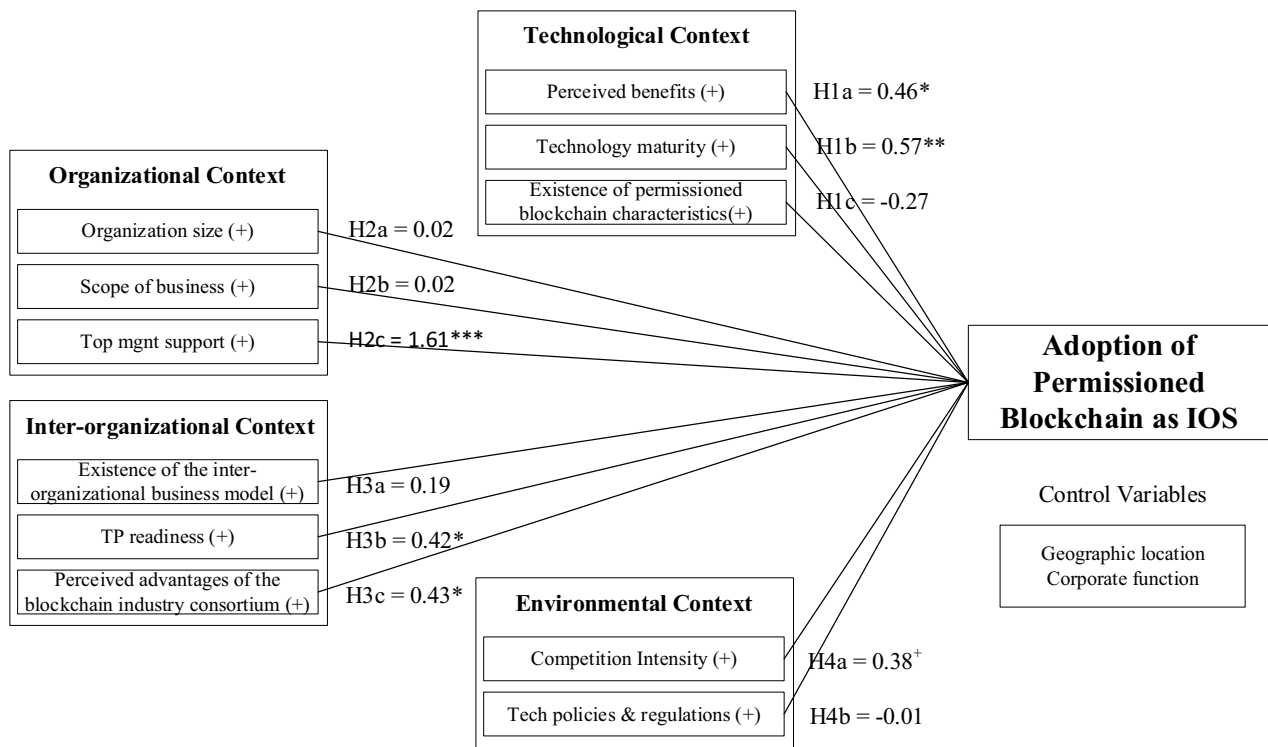 Technological Context
Perceived benefits (+)
H1a = 0.46*
Technology maturity (+)
H1b = 0.57**
Existence of permissioned
blockchain characteristics(+)
H1c = -0.27
Organizational Context
Organization size (+)
H2a = 0.02
Scope of business (+)
H2b = 0.02
Top mgnt support (+)
H2c = 1.61***
Inter-organizational Context
Existence of the inter-
organizational business model (+)
H3a = 0.19
TP readiness (+)
H3b = 0.42*
Perceived advantages of the
blockchain industry consortium (+)
H3c = 0.43*
Environmental Context
Competition Intensity (+)
H4a = 0.38+
Tech policies & regulations (+)
H4b = -0.01
Adoption of
Permissioned
Blockchain as IOS
Control Variables
Geographic location
Corporate function